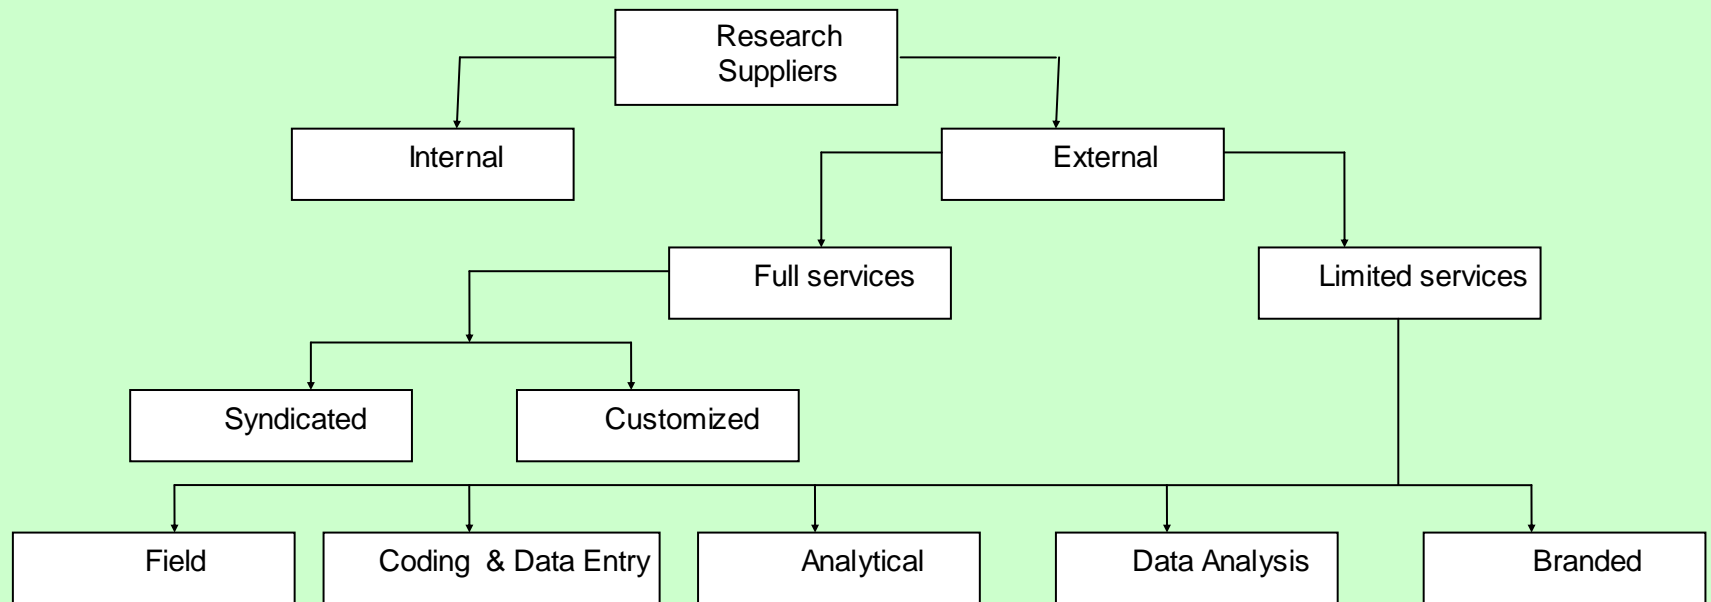 Research
Suppliers
Internal
External
Full services
Limited services
Syndicated
Customized
Field
Coding & Data Entry
Analytical
Data Analysis
Branded